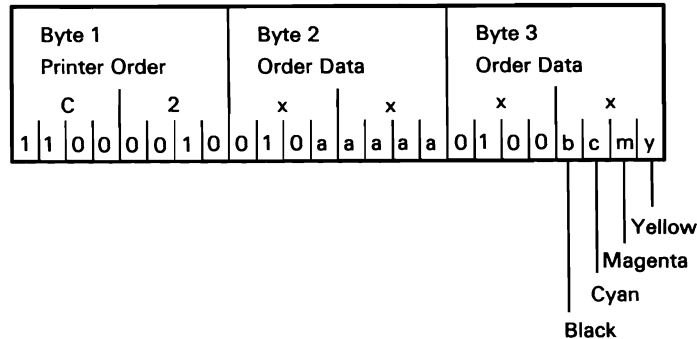 Byte 1 Byte 2 Byte 3
Printer Order Order Data Order Data
C 2 x x x x
1 1 0 0 0 0 1 0 0 1 0 a a a a a 0 1 0 0 b c m y
Yellow
Magenta
Cyan
Black